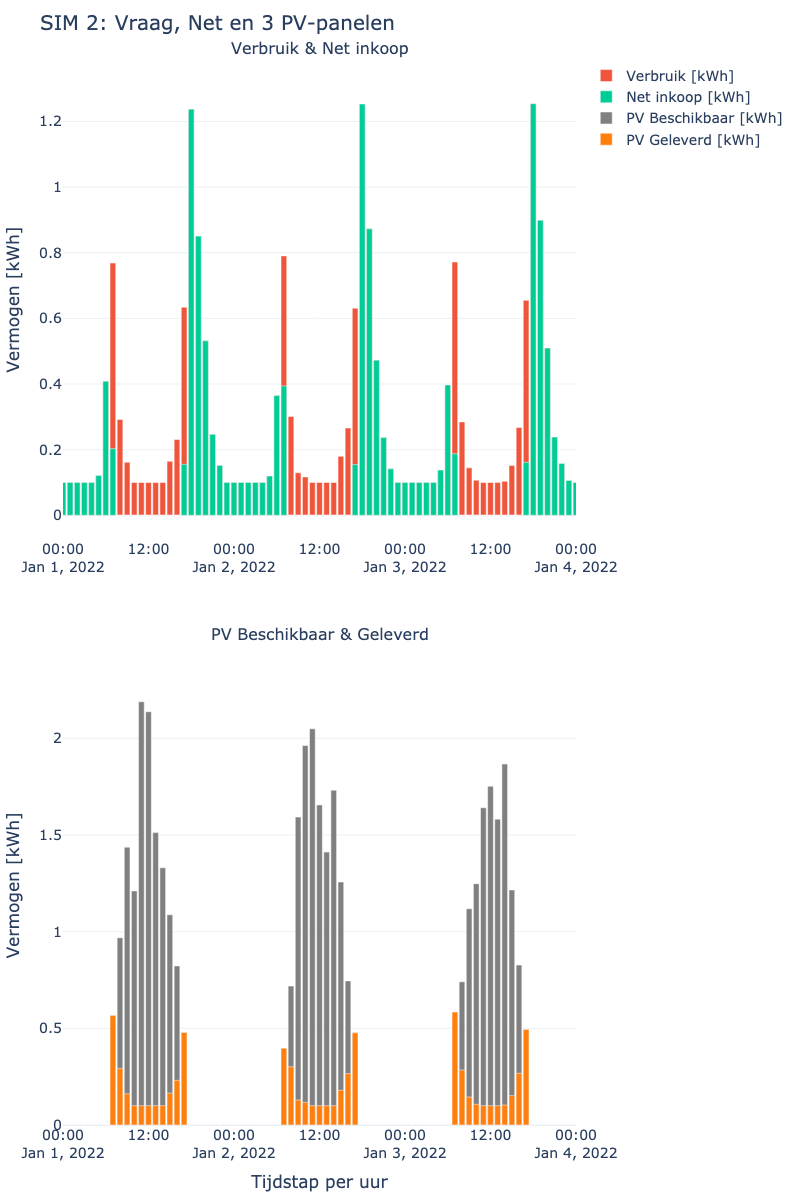 SIM 2: Vraag, Net en 3 PV-panelen
Verbruik & Net inkoop
Verbruik [kWh]
Net inkoop [kWh]
PV Beschikbaar [kWh]
PV Geleverd [kWh]
Vermogen [kWh]
1.2
1
0.8
0.6
0.4
0.2
0
00:00 12:00 00:00 12:00 00:00 12:00 00:00
Jan 1, 2022 Jan 2, 2022 Jan 3, 2022 Jan 4, 2022
PV Beschikbaar & Geleverd
Vermogen [kWh]
2
1.5
1
0.5
0
00:00 12:00 00:00 12:00 00:00 12:00 00:00
Jan 1, 2022 Jan 2, 2022 Jan 3, 2022 Jan 4, 2022
Tijdstap per uur